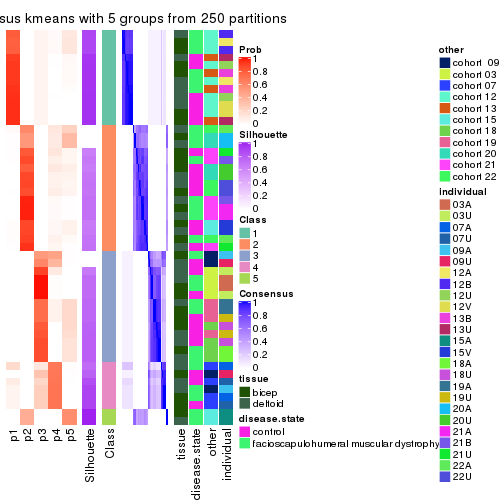 sus kmeans with 5 groups from 250 partitions
p1
p2
p3
p4
p5
Silhouette
Class
tissue
disease.state
other
individual
Prob
1
0.8
0.6
0.4
0.2
0
Silhouette
1
0.8
0.6
0.4
0.2
0
Class
1
2
3
4
5
Consensus
1
0.8
0.6
0.4
0.2
0
tissue
bicep
deltoid
disease.state
control
facioscapulohumeral muscular dystrophy
other
cohort  09
cohort 03
cohort 07
cohort 12
cohort 13
cohort 15
cohort 18
cohort 19
cohort 20
cohort 21
cohort 22
individual
03A
03U
07A
07U
09A
09U
12A
12B
12U
12V
13B
13U
15A
15V
18A
18U
19A
19U
20A
20U
21A
21B
21U
22A
22U